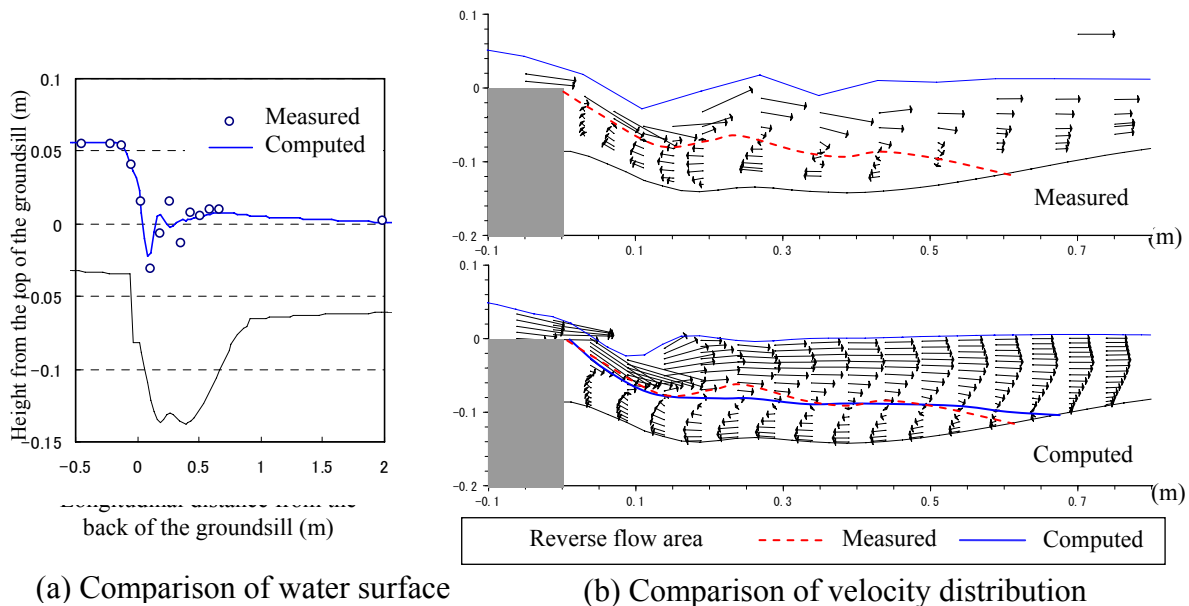 0.1
0.05
0
-0.05
-0.1
-0.15
-0.5 0 0.5 1 1.5 2
Height from the top of the groundsill (m)
Measured
Computed
Longitudinal distance from the
back of the groundsill (m)
(a) Comparison of water surface
0.1
0
-0.1
-0.2
-0.1 0.1 0.3 0.5 0.7 (m)
Measured
0.1
0
-0.1
-0.2
-0.1 0.1 0.3 0.5 0.7 (m)
Computed
Reverse flow area Measured Computed
(b) Comparison of velocity distribution